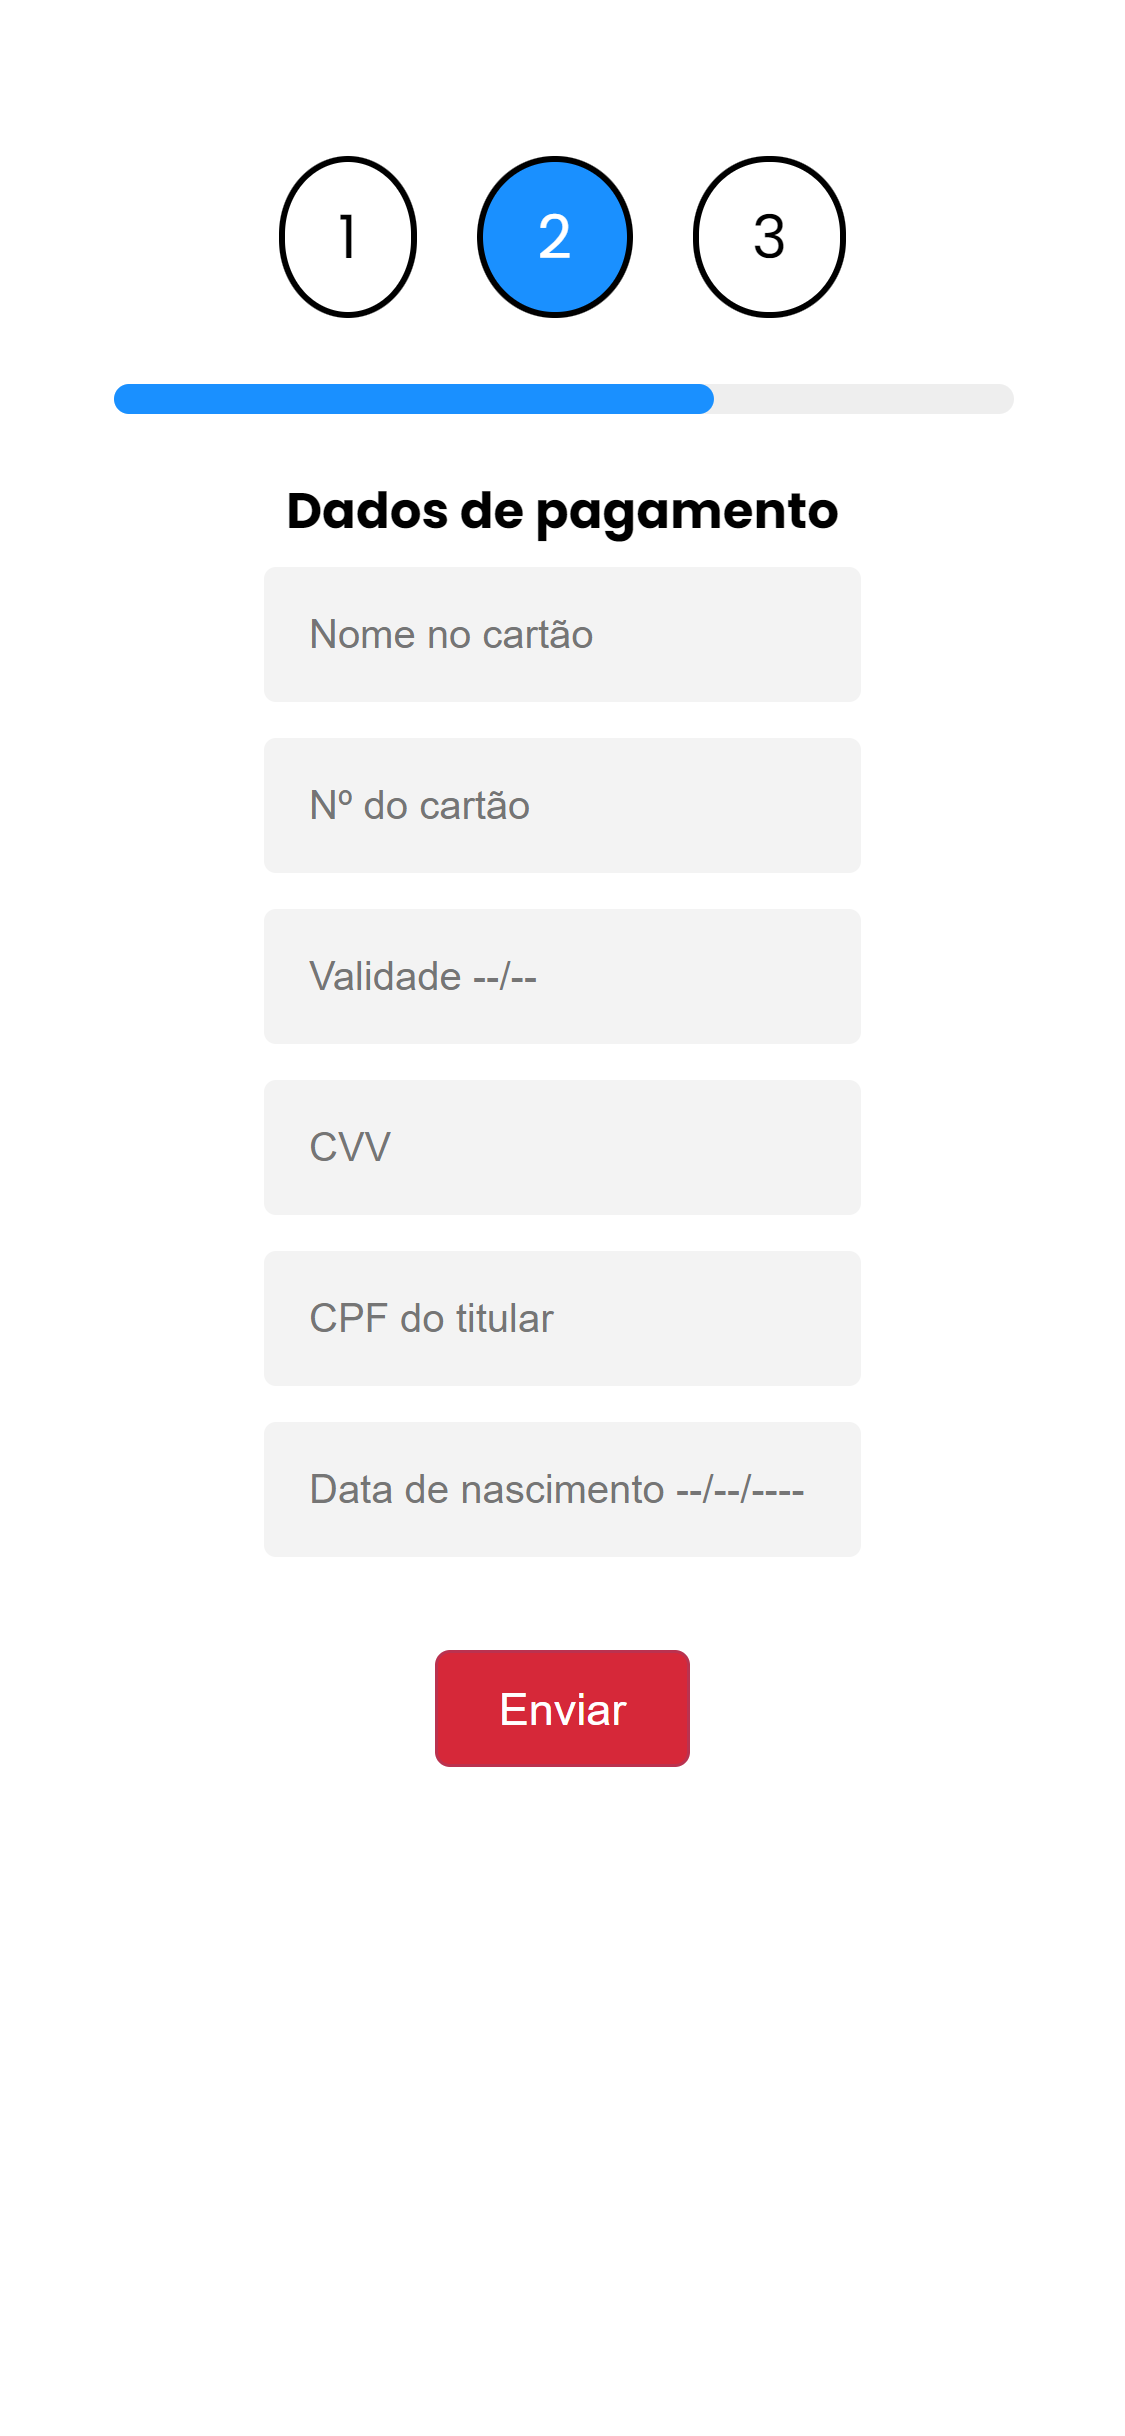 1 2 3
Dados de pagamento
Nome no cartão
Nº do cartão
Validade --/--
CVV
CPF do titular
Data de nascimento --/--/----
Enviar